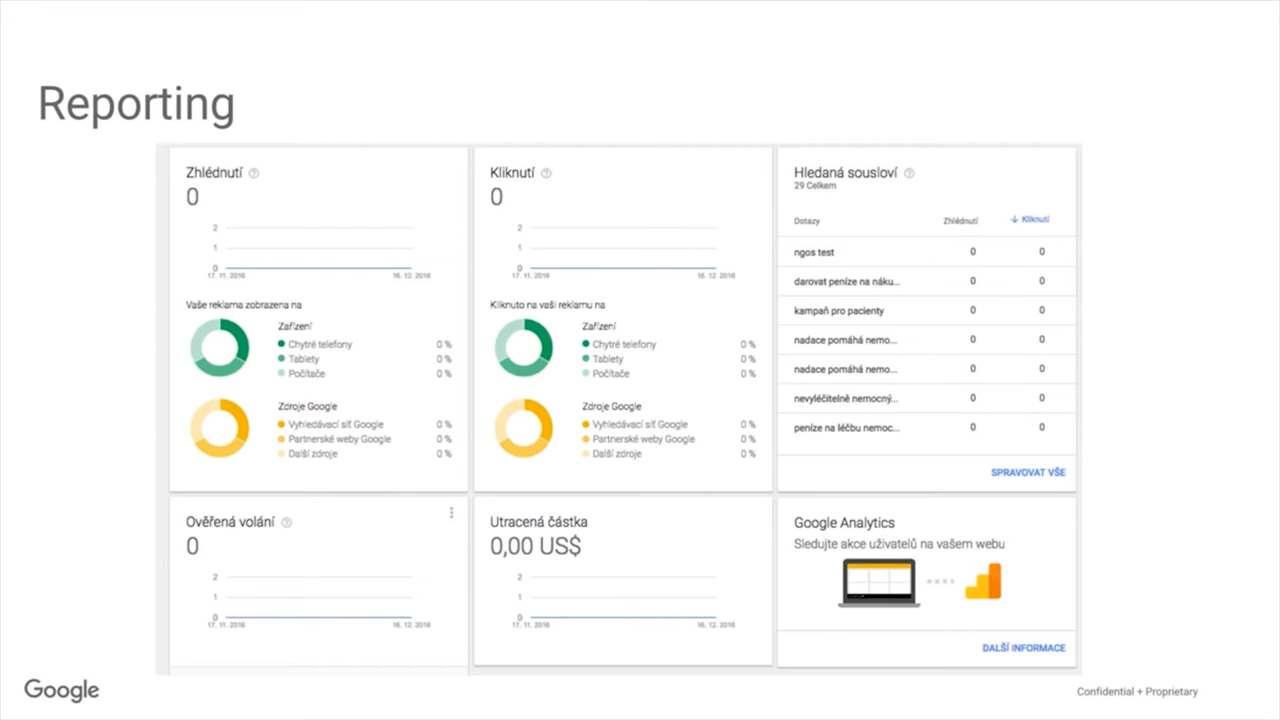 Reporting
Zhlédnutí
0
2
1
0
17. 11. 2016 16. 12. 2016
Vaše reklama zobrazena na
Zařízení
Chytré telefony 0 %
Tablety 0 %
Počítače 0 %
Zdroje Google
Vyhledávací síť Google 0 %
Partnerské weby Google 0 %
Další zdroje 0 %
Kliknutí
0
2
1
0
17. 11. 2016 16. 12. 2016
Kliknuto na vaši reklamu na
Zařízení
Chytré telefony 0 %
Tablety 0 %
Počítače 0 %
Zdroje Google
Vyhledávací síť Google 0 %
Partnerské weby Google 0 %
Další zdroje 0 %
Hledaná sousloví
29 Celkem
Dotazy Zhlédnutí Kliknutí
ngos test 0 0
darovat peníze na náku... 0 0
kampaň pro pacienty 0 0
nadace pomáhá nemo... 0 0
nadace pomáhá nemo... 0 0
nevyléčitelně nemocný... 0 0
peníze na léčbu nemoc... 0 0
SPRAVOVAT VŠE
Ověřená volání
0
2
1
0
17. 11. 2016 16. 12. 2016
Utracená částka
0,00 US$
2
1
0
17. 11. 2016 16. 12. 2016
Google Analytics
Sledujte akce uživatelů na vašem webu
DALŠÍ INFORMACE
Google
Confidential + Proprietary